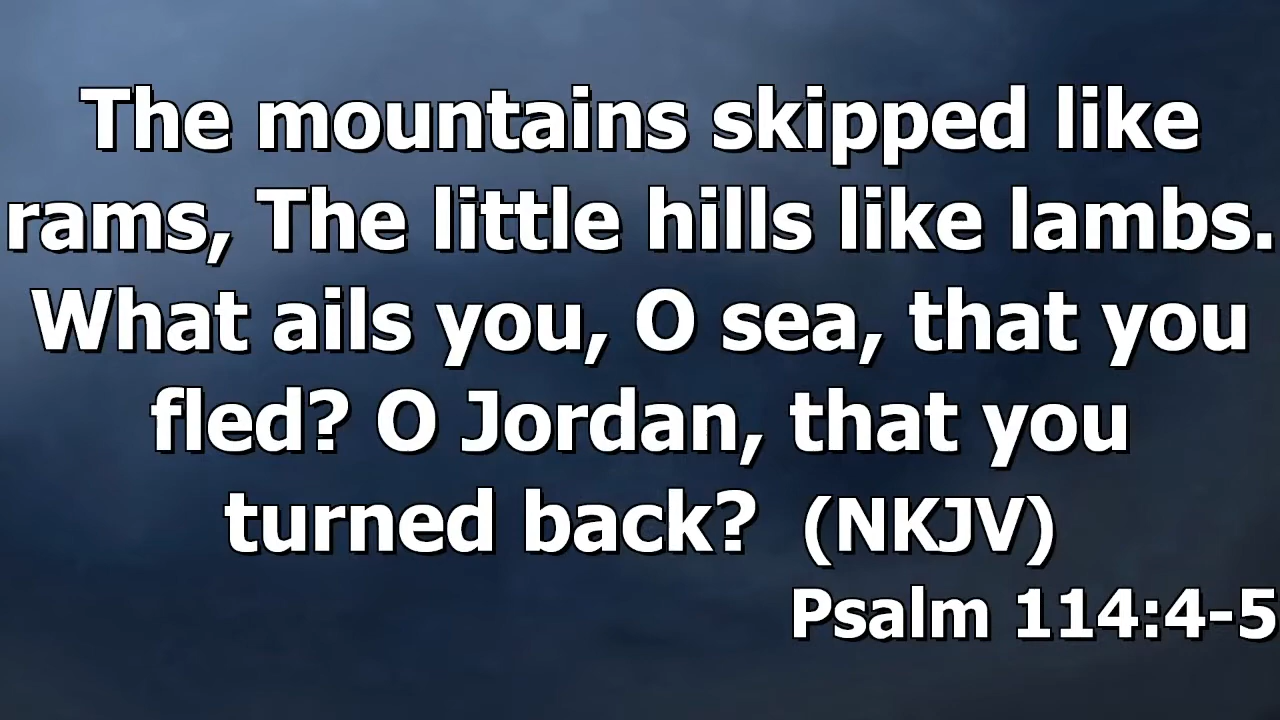 The mountains skipped like
rams, The little hills like lambs.
What ails you, O sea, that you
fled? O Jordan, that you
turned back? (NKJV)
Psalm 114:4-5